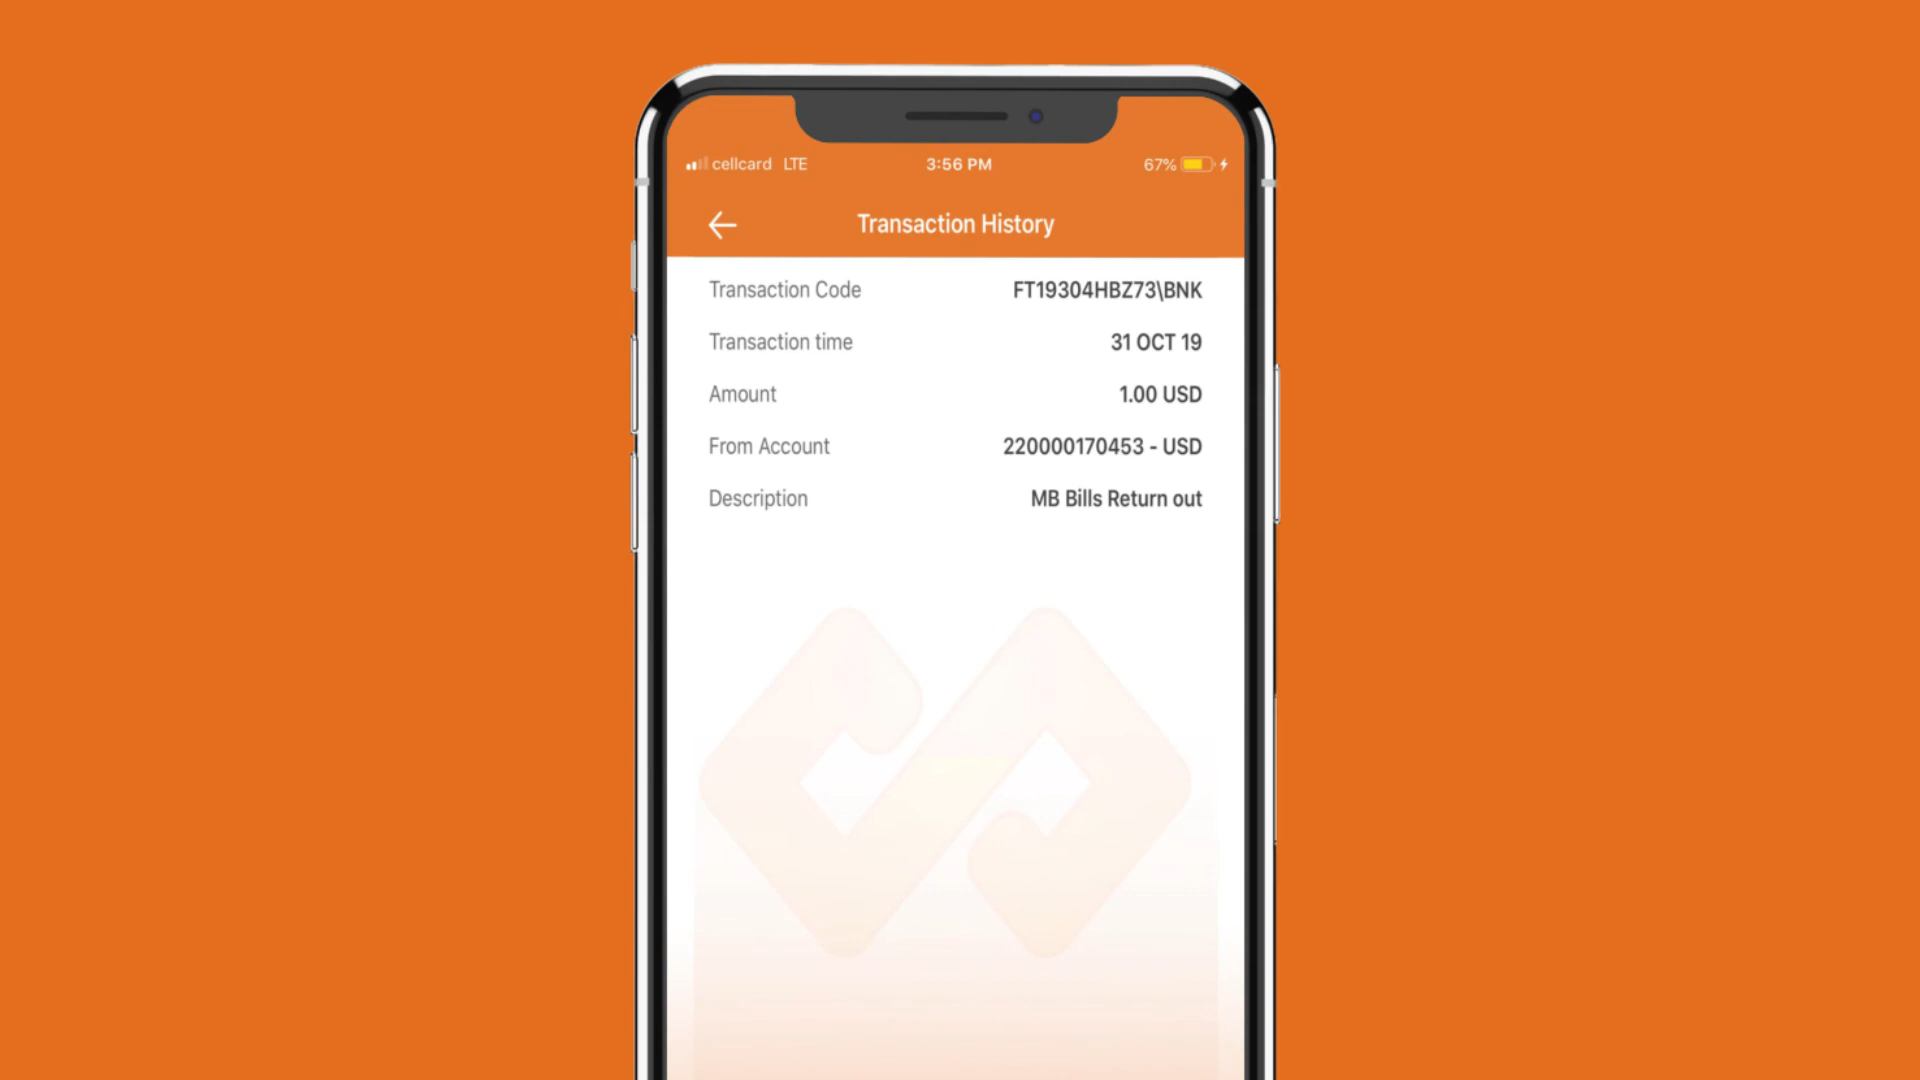 cellcard LTE 3:56 PM 67%
Transaction History
Transaction Code FT19304HBZ73\BNK
Transaction time 31 OCT 19
Amount 1.00 USD
From Account 220000170453 - USD
Description MB Bills Return out